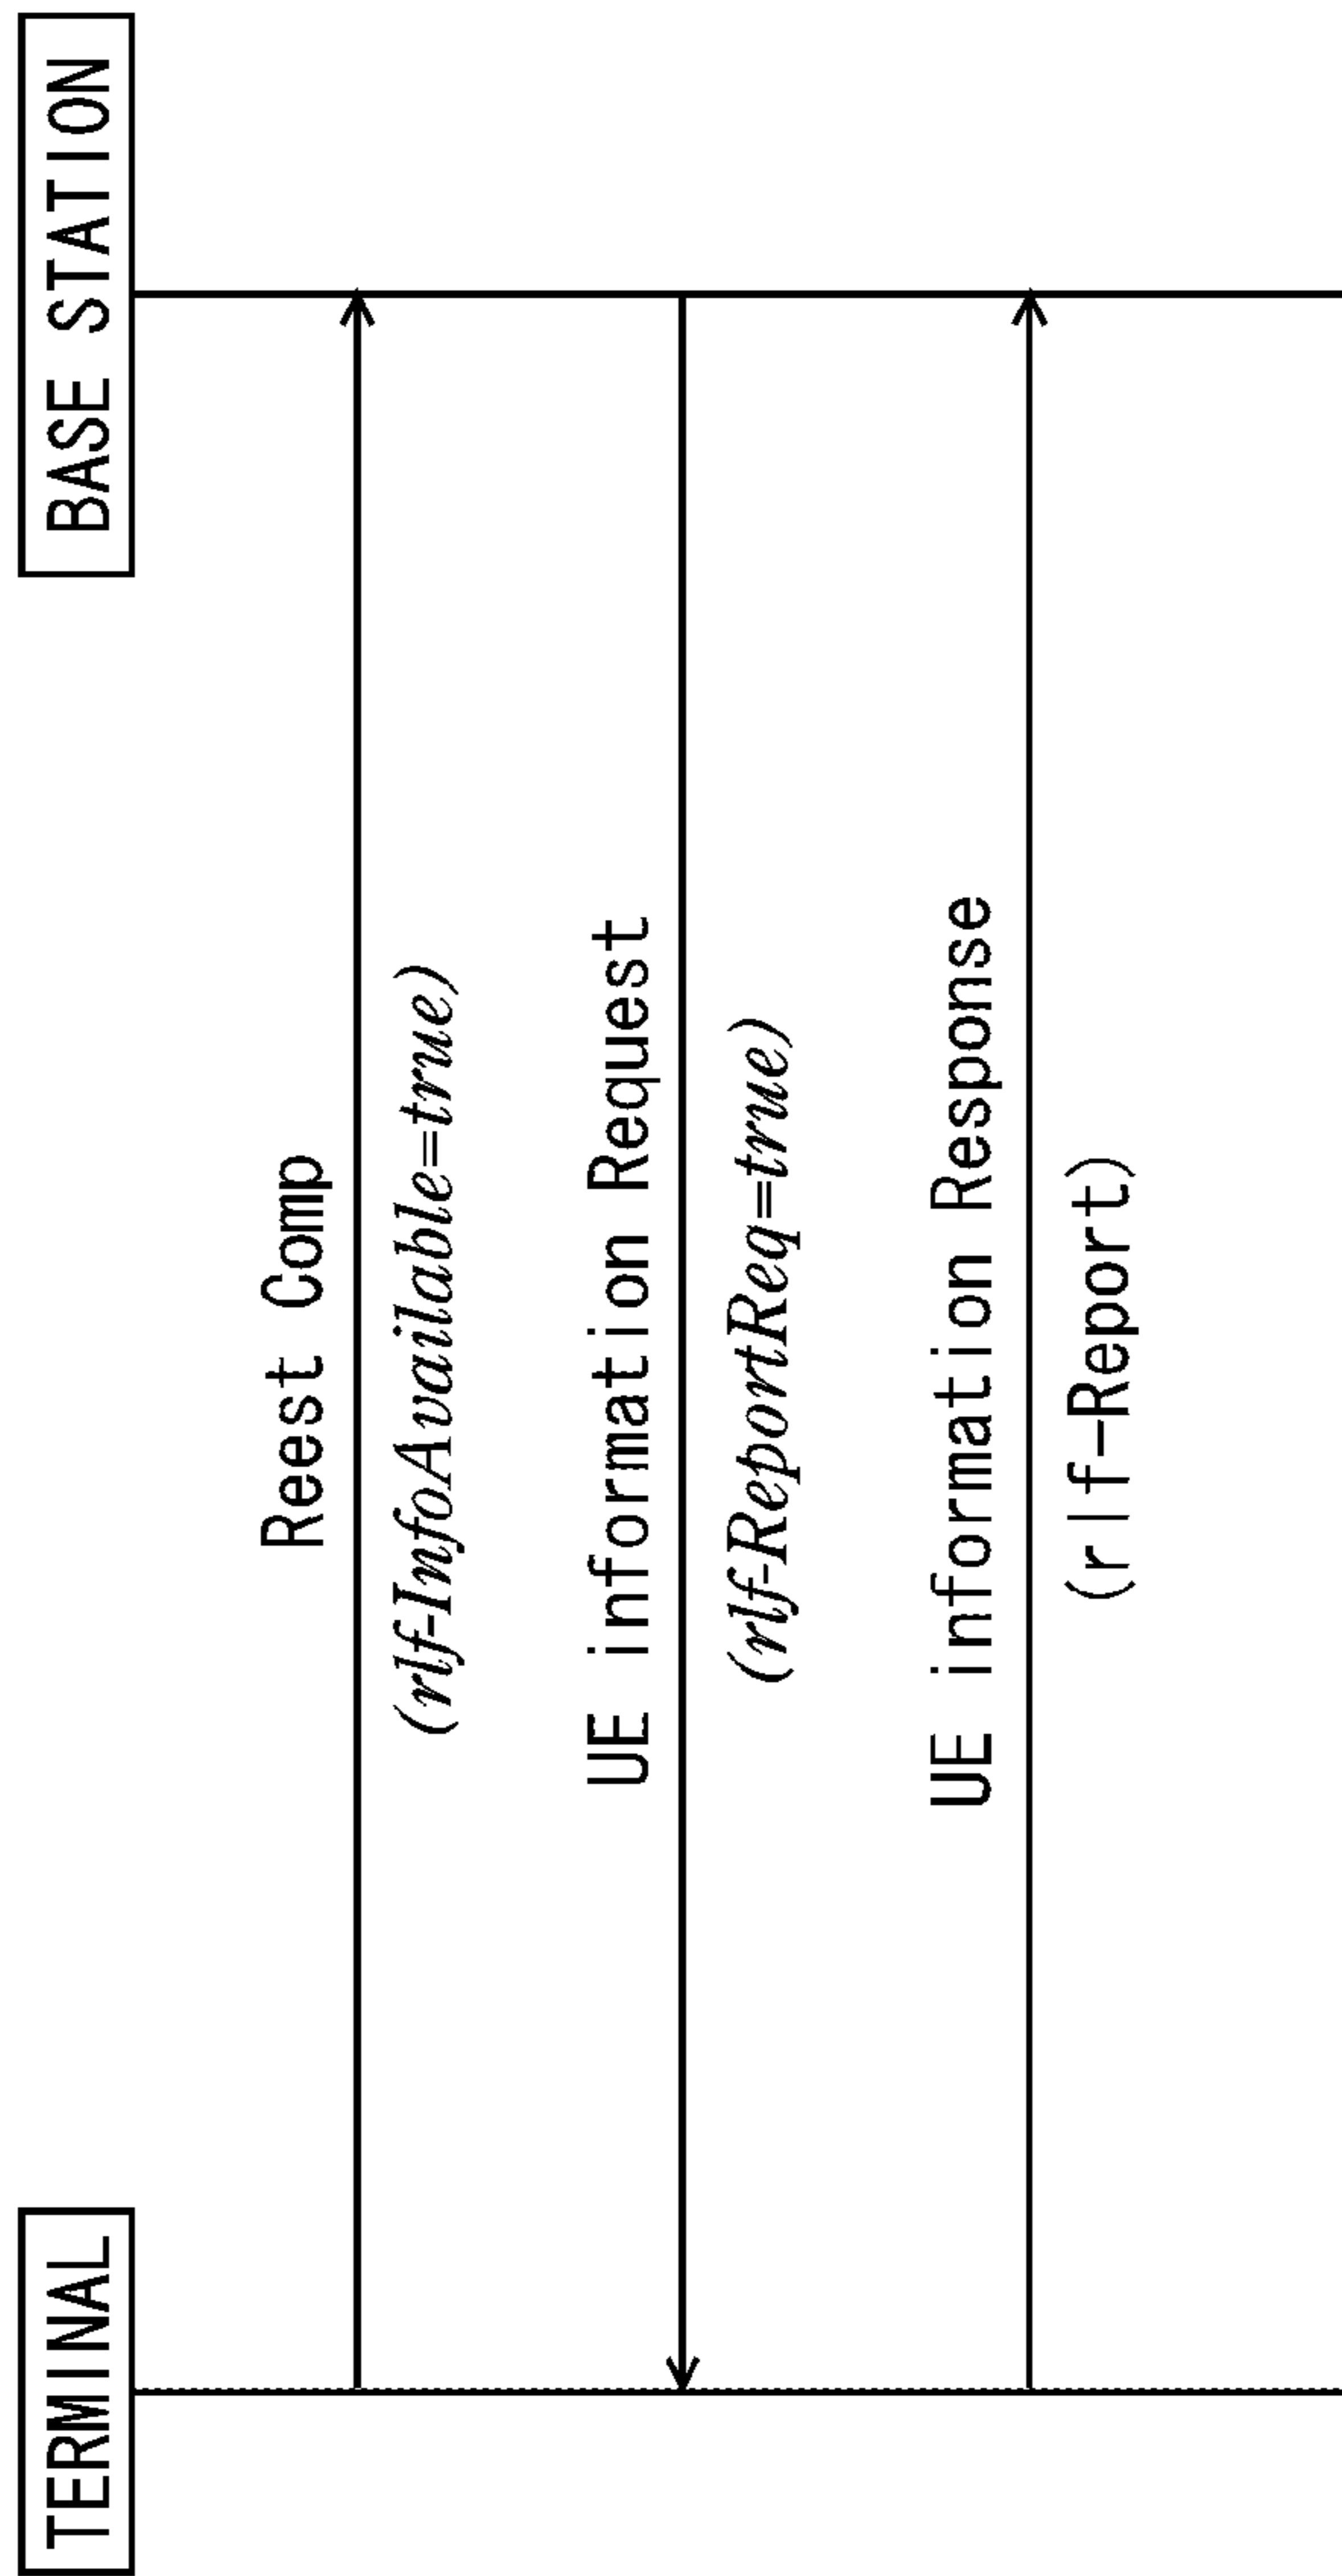 TERMINAL
BASE STATION
Reest Comp
(rlf-InfoAvailable=true)
UE information Request
(rlf-ReportReq=true)
UE information Response
(rlf-Report)